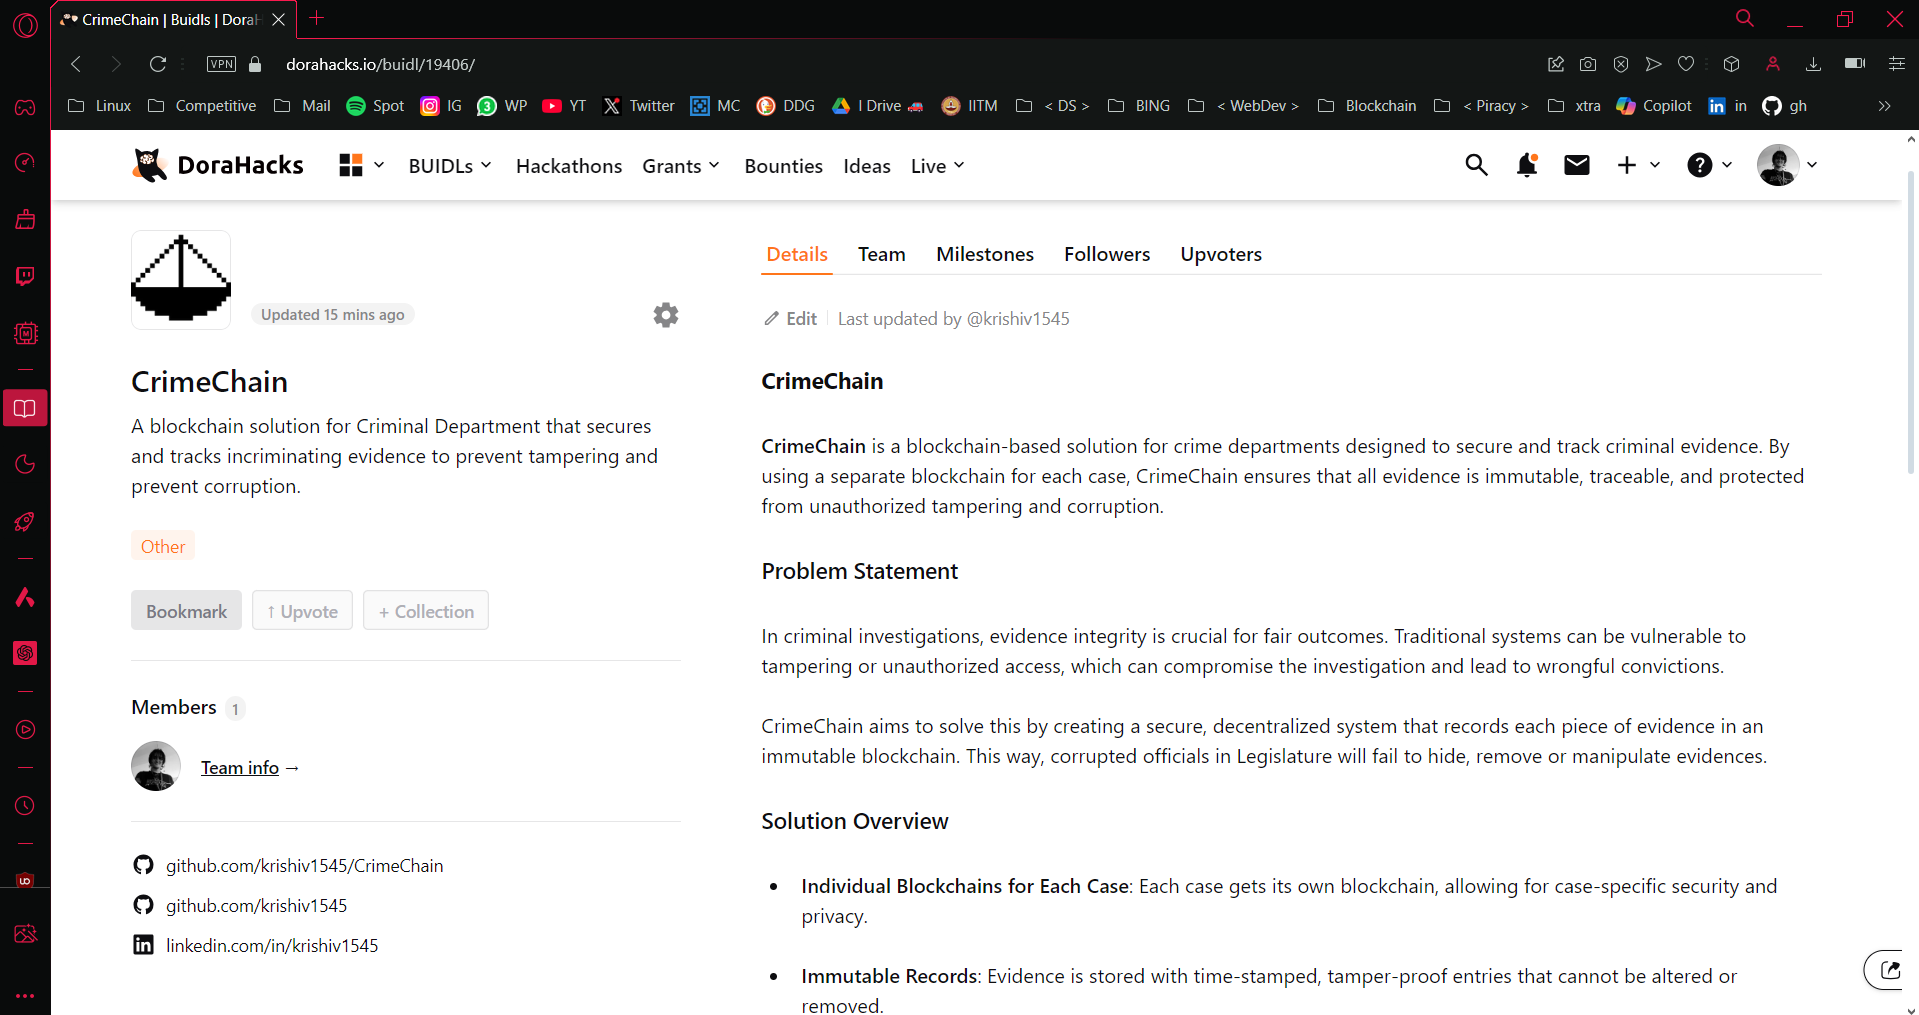 CrimeChain | Buidls | DoraH
VPN
dorahacks.io/buidl/19406/
Linux Competitive Mail Spot IG WP YT Twitter MC DDG I Drive IITM < DS > BING < WebDev > Blockchain < Piracy > xtra Copilot in gh
DoraHacks BUIDLs Hackathons Grants Bounties Ideas Live
Updated 15 mins ago
CrimeChain
A blockchain solution for Criminal Department that secures
and tracks incriminating evidence to prevent tampering and
prevent corruption.
Other
Bookmark ↑ Upvote + Collection
Members 1
Team info →
github.com/krishiv1545/CrimeChain
github.com/krishiv1545
linkedin.com/in/krishiv1545
Details Team Milestones Followers Upvoters
Edit Last updated by @krishiv1545
CrimeChain
CrimeChain is a blockchain-based solution for crime departments designed to secure and track criminal evidence. By
using a separate blockchain for each case, CrimeChain ensures that all evidence is immutable, traceable, and protected
from unauthorized tampering and corruption.
Problem Statement
In criminal investigations, evidence integrity is crucial for fair outcomes. Traditional systems can be vulnerable to
tampering or unauthorized access, which can compromise the investigation and lead to wrongful convictions.
CrimeChain aims to solve this by creating a secure, decentralized system that records each piece of evidence in an
immutable blockchain. This way, corrupted officials in Legislature will fail to hide, remove or manipulate evidences.
Solution Overview
• Individual Blockchains for Each Case: Each case gets its own blockchain, allowing for case-specific security and
privacy.
• Immutable Records: Evidence is stored with time-stamped, tamper-proof entries that cannot be altered or
removed.